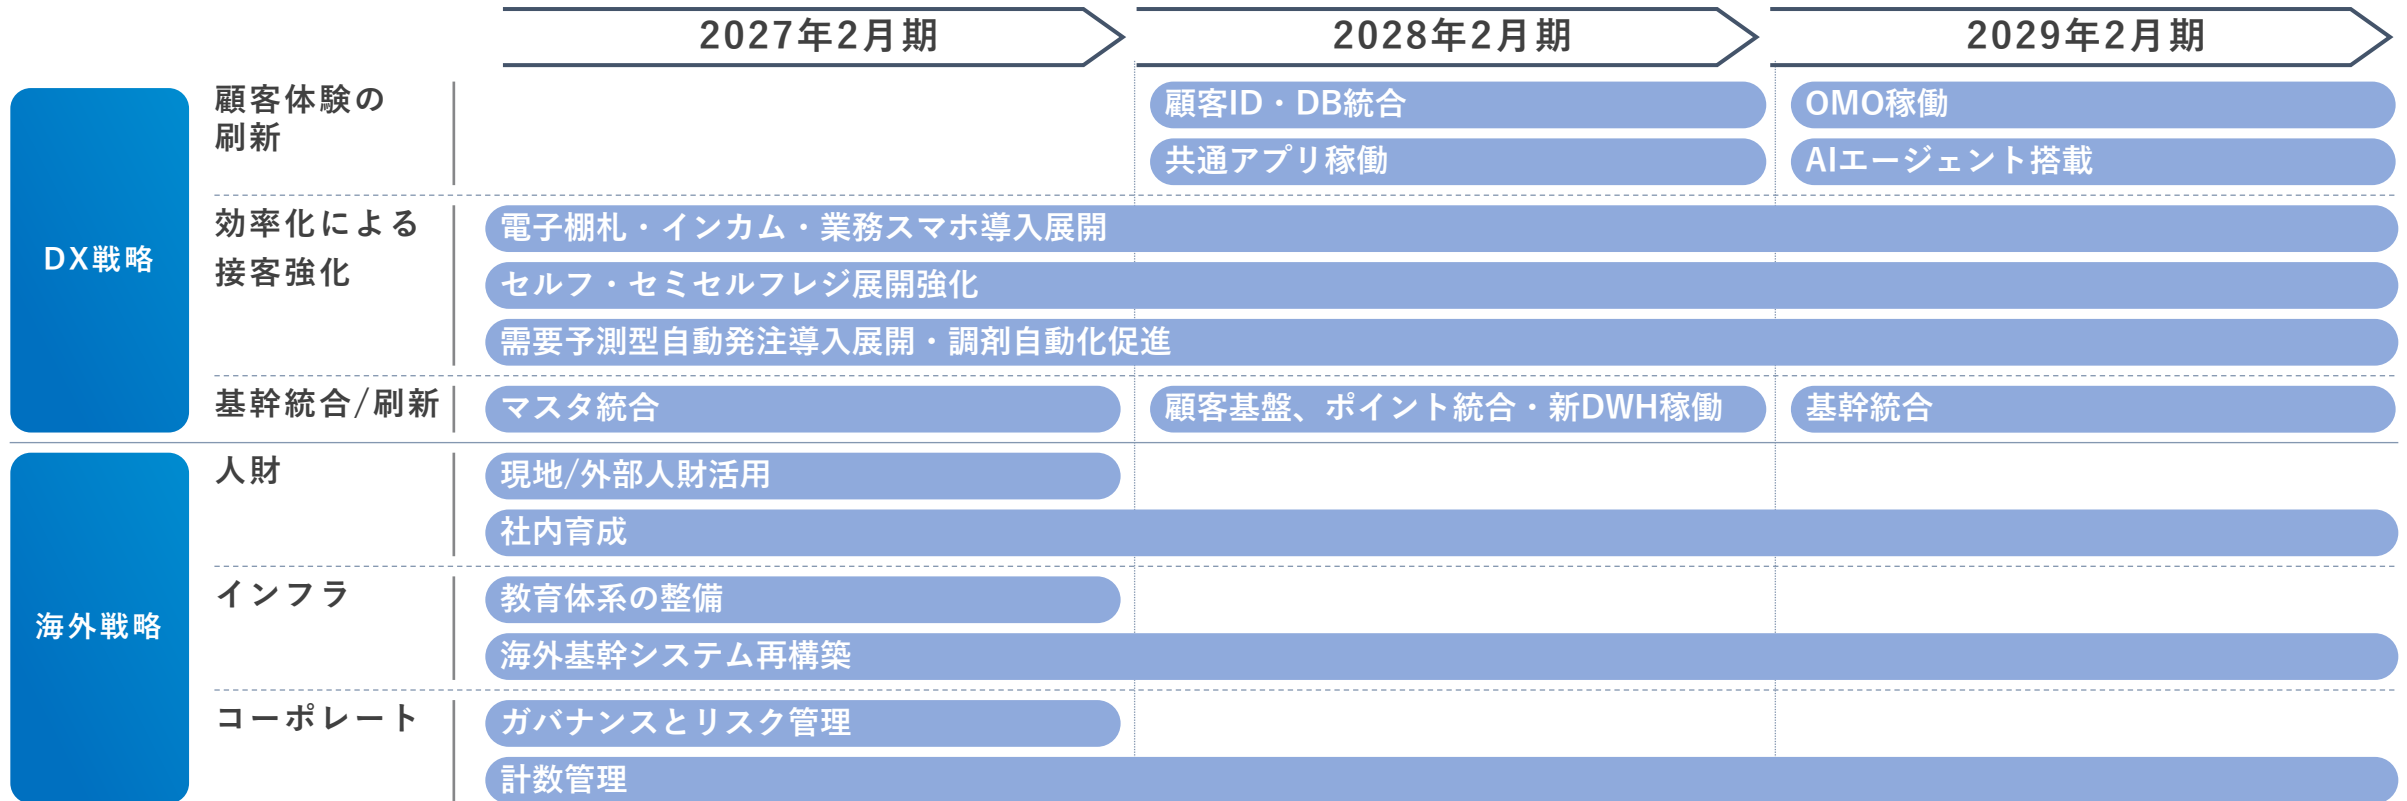 2027年2月期
2028年2月期
2029年2月期
DX戦略
顧客体験の
刷新
顧客ID・DB統合
OMO稼働
共通アプリ稼働
AIエージェント搭載
効率化による
接客強化
電子棚札・インカム・業務スマホ導入展開
セルフ・セミセルフレジ展開強化
需要予測型自動発注導入展開・調剤自動化促進
基幹統合/刷新
マスタ統合
顧客基盤、ポイント統合・新DWH稼働
基幹統合
海外戦略
人財
現地/外部人財活用
社内育成
インフラ
教育体系の整備
海外基幹システム再構築
コーポレート
ガバナンスとリスク管理
計数管理